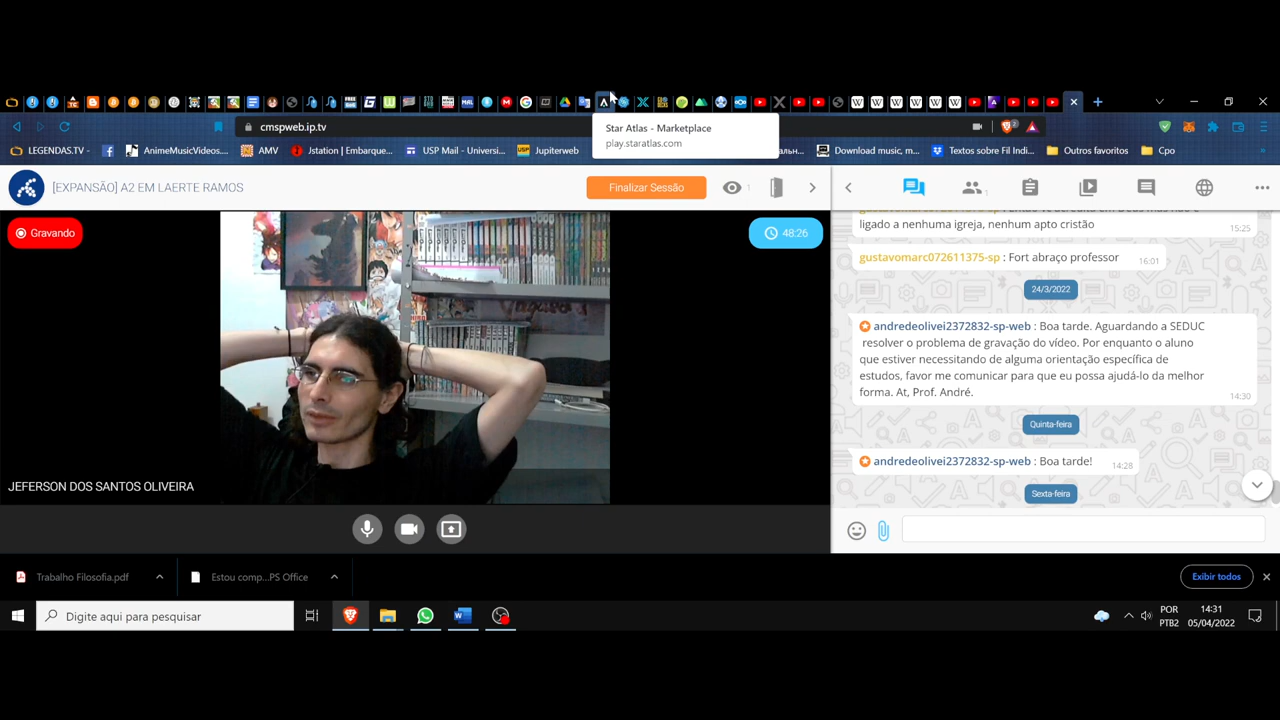 Star Atlas - Marketplace
play.staratlas.com
cmspweb.ip.tv
LEGENDAS.TV -
AnimeMusicVideos...
AMV
Jstation | Embarque...
USP Mail - Universi...
Jupiterweb
Download music, m...
Textos sobre Fil Indi...
Outros favoritos
Cpo
[EXPANSÃO] A2 EM LAERTE RAMOS
Finalizar Sessão
1
1
Gravando
48:26
JEFERSON DOS SANTOS OLIVEIRA
ligado a nenhuma igreja, nenhum apto cristão
15:25
gustavomarc072611375-sp : Fort abraço professor
16:01
24/3/2022
andredeolivei2372832-sp-web : Boa tarde. Aguardando a SEDUC
resolver o problema de gravação do vídeo. Por enquanto o aluno
que estiver necessitando de alguma orientação específica de
estudos, favor me comunicar para que eu possa ajudá-lo da melhor
forma. At, Prof. André.
14:30
Quinta-feira
andredeolivei2372832-sp-web : Boa tarde!
14:28
Sexta-feira
Trabalho Filosofia.pdf
Estou comp...PS Office
Exibir todos
Digite aqui para pesquisar
POR
PTB2
14:31
05/04/2022